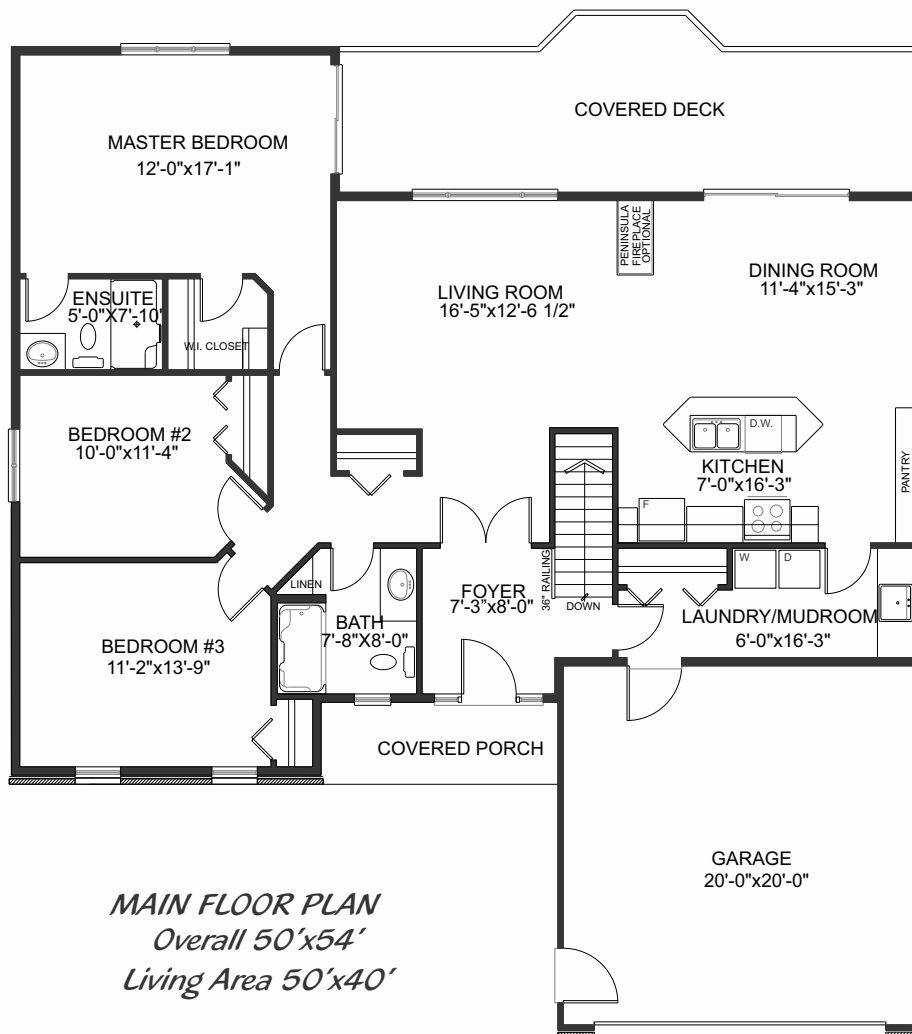 COVERED DECK
MASTER BEDROOM
12'-0"x17'-1"
PENINSULA
FIREPLACE
OPTIONAL
DINING ROOM
11'-4"x15'-3"
LIVING ROOM
16'-5"x12'-6 1/2"
ENSUITE
5'-0"X7'-10'
W.I. CLOSET
BEDROOM #2
10'-0"x11'-4"
D.W.
KITCHEN
7'-0"x16'-3"
PANTRY
F
W
D
LINEN
FOYER
7'-3"x8'-0"
36" RAILING
DOWN
BATH
7'-8"X8'-0"
LAUNDRY/MUDROOM
6'-0"x16'-3"
BEDROOM #3
11'-2"x13'-9"
COVERED PORCH
GARAGE
20'-0"x20'-0"
MAIN FLOOR PLAN
Overall 50'x54'
Living Area 50'x40'